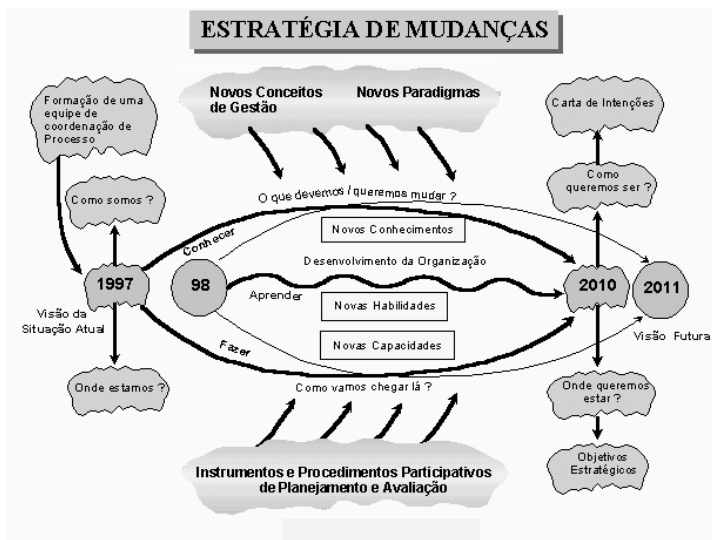 ESTRATÉGIA DE MUDANÇAS
Formação de uma
equipe de
coordenação de
Processo
Novos Conceitos
de Gestão
Novos Paradigmas
Carta de Intenções
Como somos ?
O que devemos / queremos mudar ?
Como
queremos ser ?
Conhecer
Novos Conhecimentos
Desenvolvimento da Organização
1997
98
2010
2011
Aprender
Novas Habilidades
Visão da
Situação Atual
Visão Futura
Fazer
Novas Capacidades
Onde estamos ?
Como vamos chegar lá ?
Onde queremos
estar ?
Instrumentos e Procedimentos Participativos
de Planejamento e Avaliação
Objetivos
Estratégicos